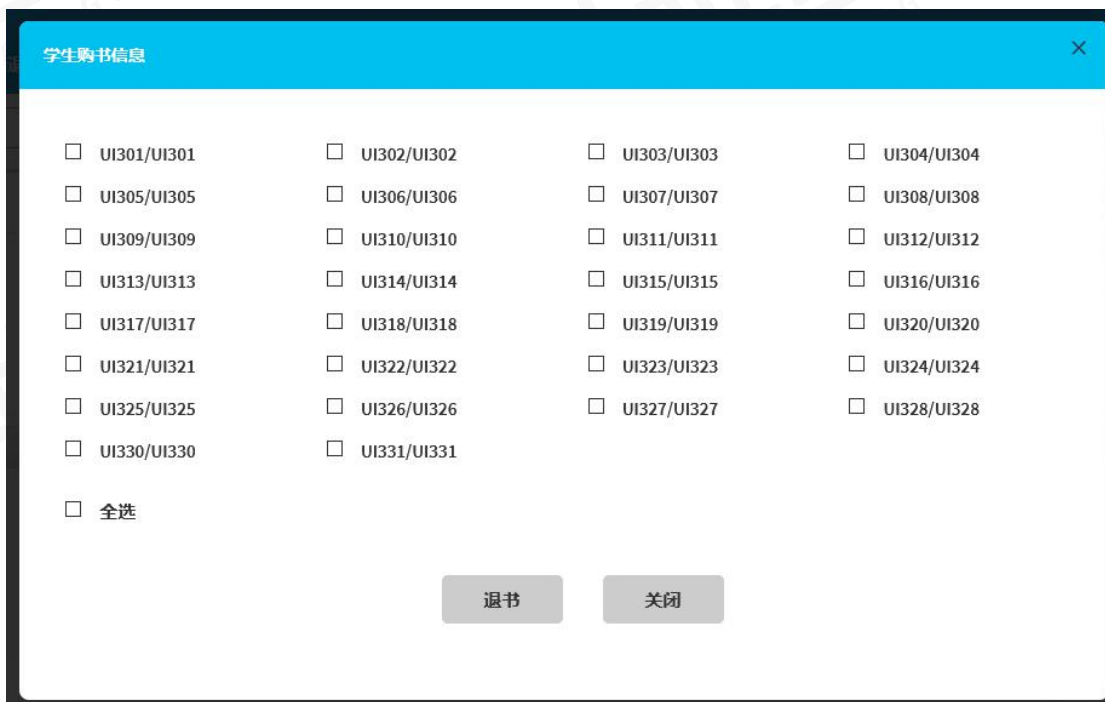 学生购书信息
UI301/UI301 UI302/UI302 UI303/UI303 UI304/UI304
UI305/UI305 UI306/UI306 UI307/UI307 UI308/UI308
UI309/UI309 UI310/UI310 UI311/UI311 UI312/UI312
UI313/UI313 UI314/UI314 UI315/UI315 UI316/UI316
UI317/UI317 UI318/UI318 UI319/UI319 UI320/UI320
UI321/UI321 UI322/UI322 UI323/UI323 UI324/UI324
UI325/UI325 UI326/UI326 UI327/UI327 UI328/UI328
UI330/UI330 UI331/UI331
全选
退书 关闭